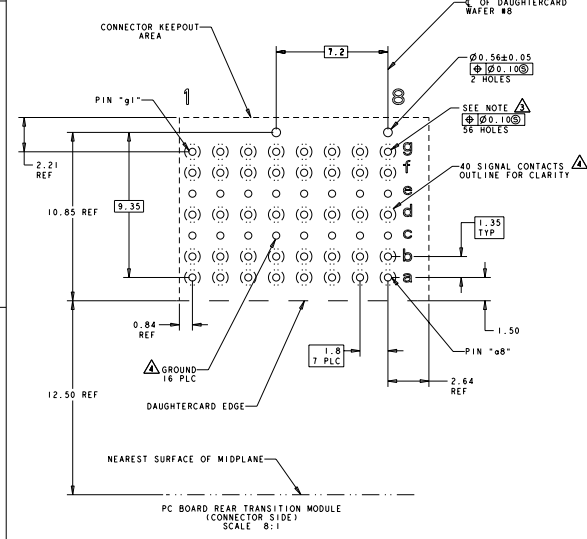 ℄ OF DAUGHTERCARD
WAFER #8
CONNECTOR KEEPOUT
AREA
7.2
Ø0.56±0.05
⌖ Ø0.10Ⓢ
2 HOLES
PIN "g1"
1
8
SEE NOTE 3
⌖ Ø0.10Ⓢ
56 HOLES
g
f
e
d
c
b
a
2.21
REF
40 SIGNAL CONTACTS 4
OUTLINE FOR CLARITY
10.85 REF
9.35
1.35
TYP
0.84
REF
1.50
4 GROUND
16 PLC
1.8
7 PLC
PIN "a8"
2.64
REF
12.50 REF
DAUGHTERCARD EDGE
NEAREST SURFACE OF MIDPLANE
PC BOARD REAR TRANSITION MODULE
(CONNECTOR SIDE)
SCALE 8:1